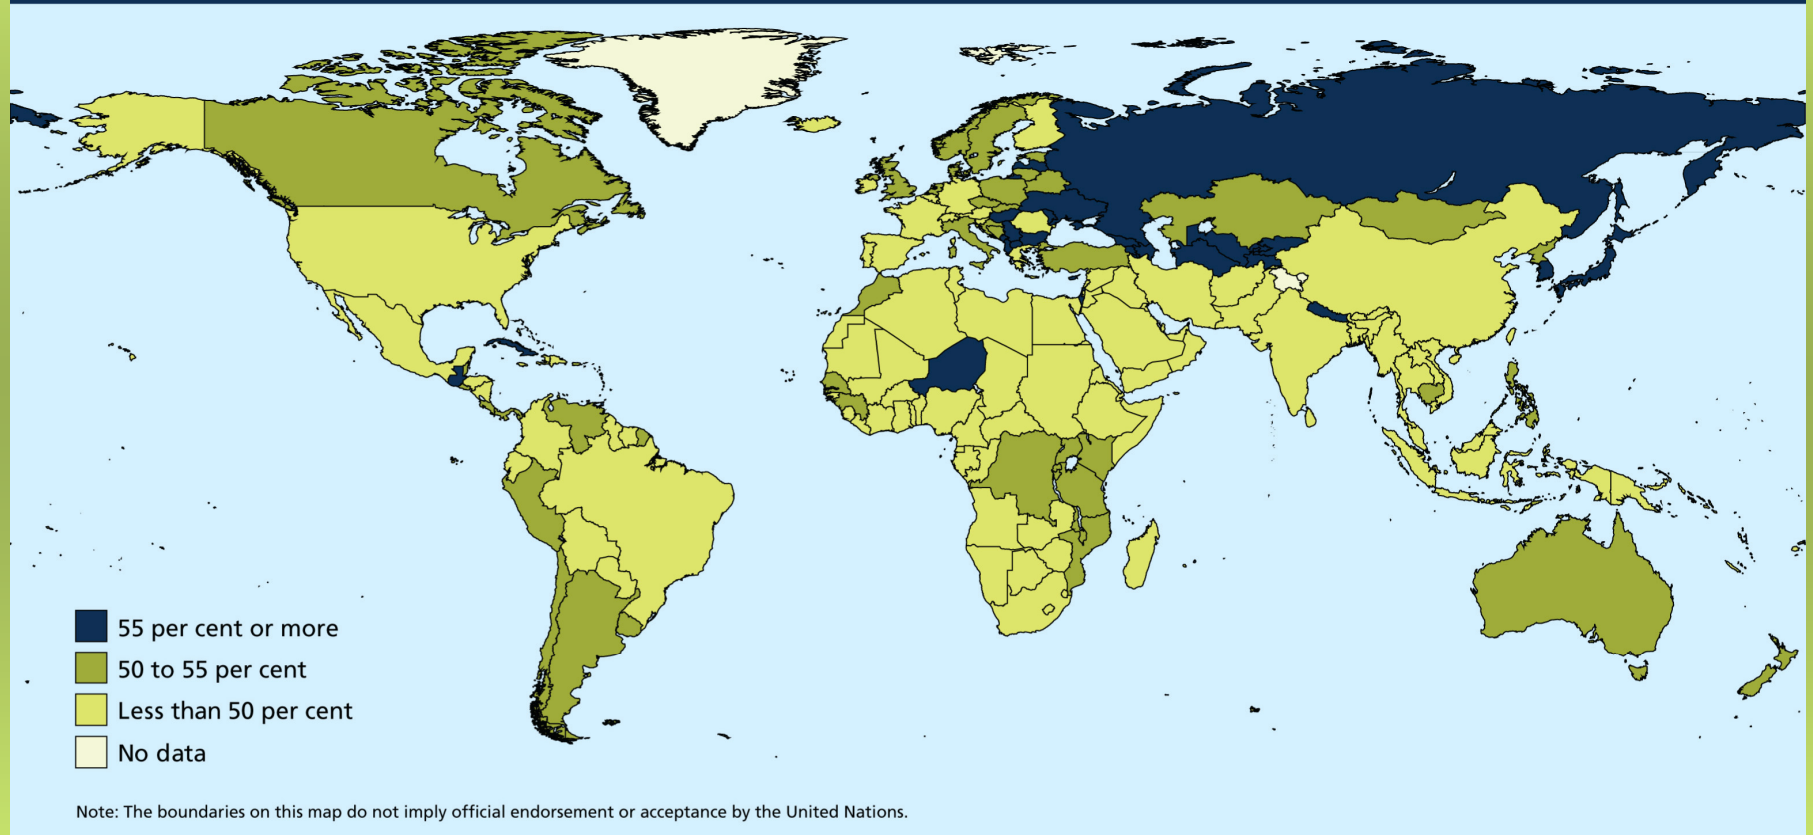 55 per cent or more
50 to 55 per cent
Less than 50 per cent
No data
Note: The boundaries on this map do not imply official endorsement or acceptance by the United Nations.